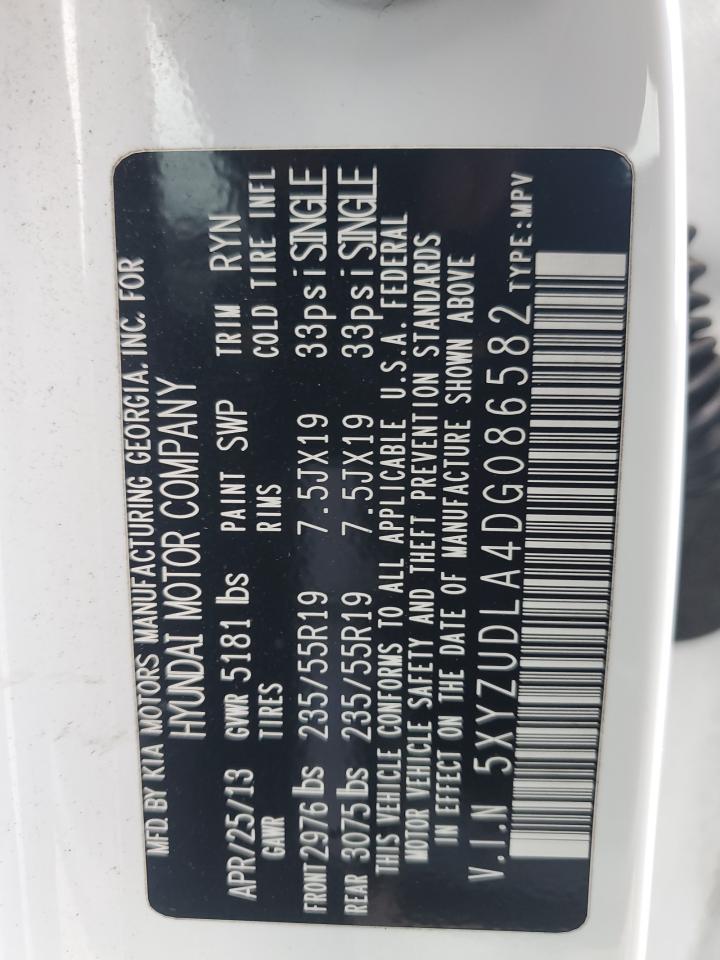 MFD.BY KIA MOTORS MANUFACTURING GEORGIA.INC. FOR
HYUNDAI MOTOR COMPANY
APR/25/13 GVWR 5181 lbs PAINT SWP TRIM RYN
GAWR TIRES RIMS COLD TIRE INFL
FRONT 2976 lbs 235/55R19 7.5JX19 33psi SINGLE
REAR 3075 lbs 235/55R19 7.5JX19 33psi SINGLE
THIS VEHICLE CONFORMS TO ALL APPLICABLE U.S.A. FEDERAL
MOTOR VEHICLE SAFETY AND THEFT PREVENTION STANDARDS
IN EFFECT ON THE DATE OF MANUFACTURE SHOWN ABOVE
V.I.N 5XYZUDLA4DG086582 TYPE:MPV